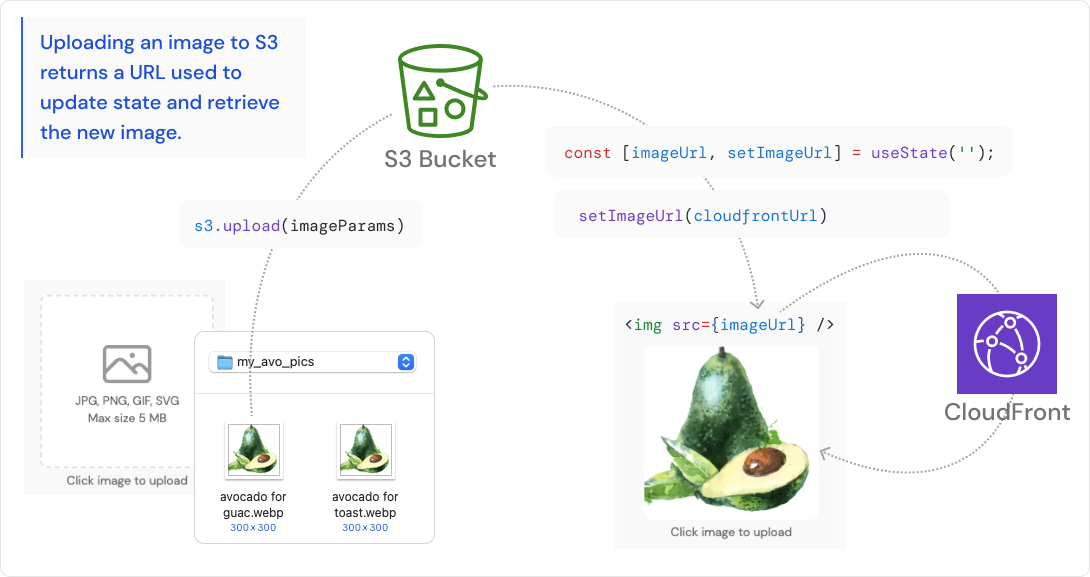 Uploading an image to S3
returns a URL used to
update state and retrieve
the new image.
S3 Bucket
const [imageUrl, setImageUrl] = useState('');
s3.upload(imageParams)
setImageUrl(cloudfrontUrl)
<img src={imageUrl} />
CloudFront
my_avo_pics
JPG, PNG, GIF, SVG
Max size 5 MB
Click image to upload
avocado for
guac.webp
300×300
avocado for
toast.webp
300×300
Click image to upload